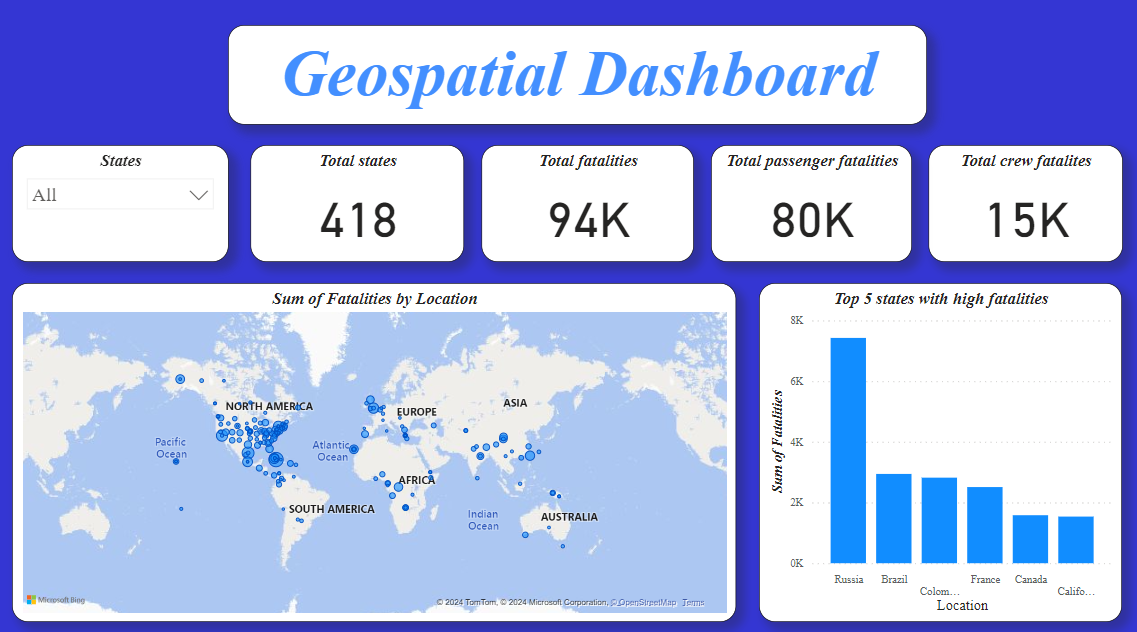 Geospatial Dashboard
States
All
Total states
418
Total fatalities
94K
Total passenger fatalities
80K
Total crew fatalites
15K
Sum of Fatalities by Location
NORTH AMERICA
EUROPE
ASIA
Pacific
Ocean
Atlantic
Ocean
AFRICA
SOUTH AMERICA
Indian
Ocean
AUSTRALIA
Microsoft Bing
© 2024 TomTom, © 2024 Microsoft Corporation, © OpenStreetMap Terms
Top 5 states with high fatalities
Sum of Fatalities
8K
6K
4K
2K
0K
Russia Brazil Colom... France Canada Califo...
Location